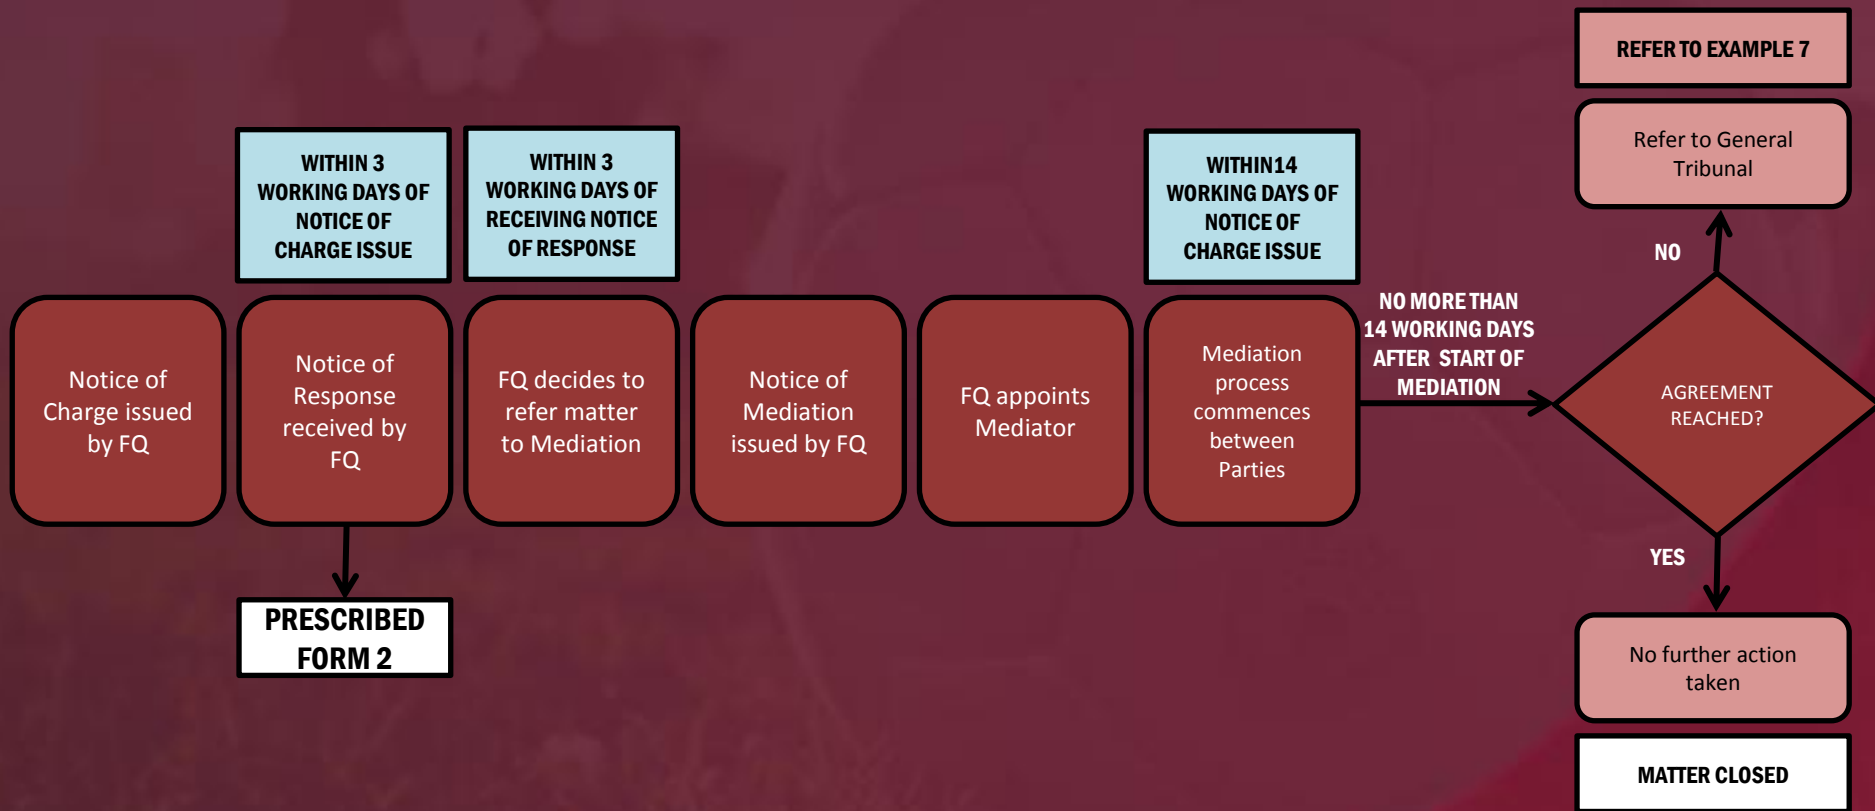 REFER TO EXAMPLE 7
Refer to General
Tribunal
WITHIN 3
WORKING DAYS OF
NOTICE OF
CHARGE ISSUE
WITHIN 3
WORKING DAYS OF
RECEIVING NOTICE
OF RESPONSE
WITHIN14
WORKING DAYS OF
NOTICE OF
CHARGE ISSUE
NO
Notice of
Charge issued
by FQ
Notice of
Response
received by
FQ
FQ decides to
refer matter
to Mediation
Notice of
Mediation
issued by FQ
FQ appoints
Mediator
Mediation
process
commences
between
Parties
NO MORE THAN
14 WORKING DAYS
AFTER START OF
MEDIATION
AGREEMENT
REACHED?
YES
PRESCRIBED
FORM 2
No further action
taken
MATTER CLOSED